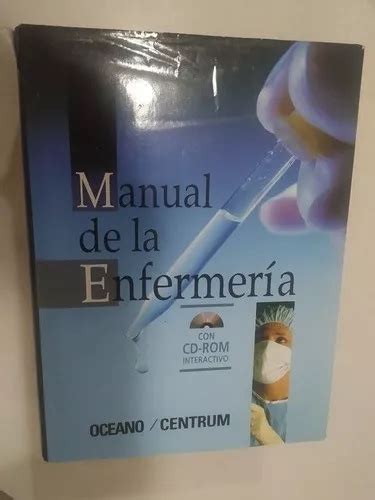 Manual
de la
Enfermería
CON
CD-ROM
INTERACTIVO
OCEANO / CENTRUM